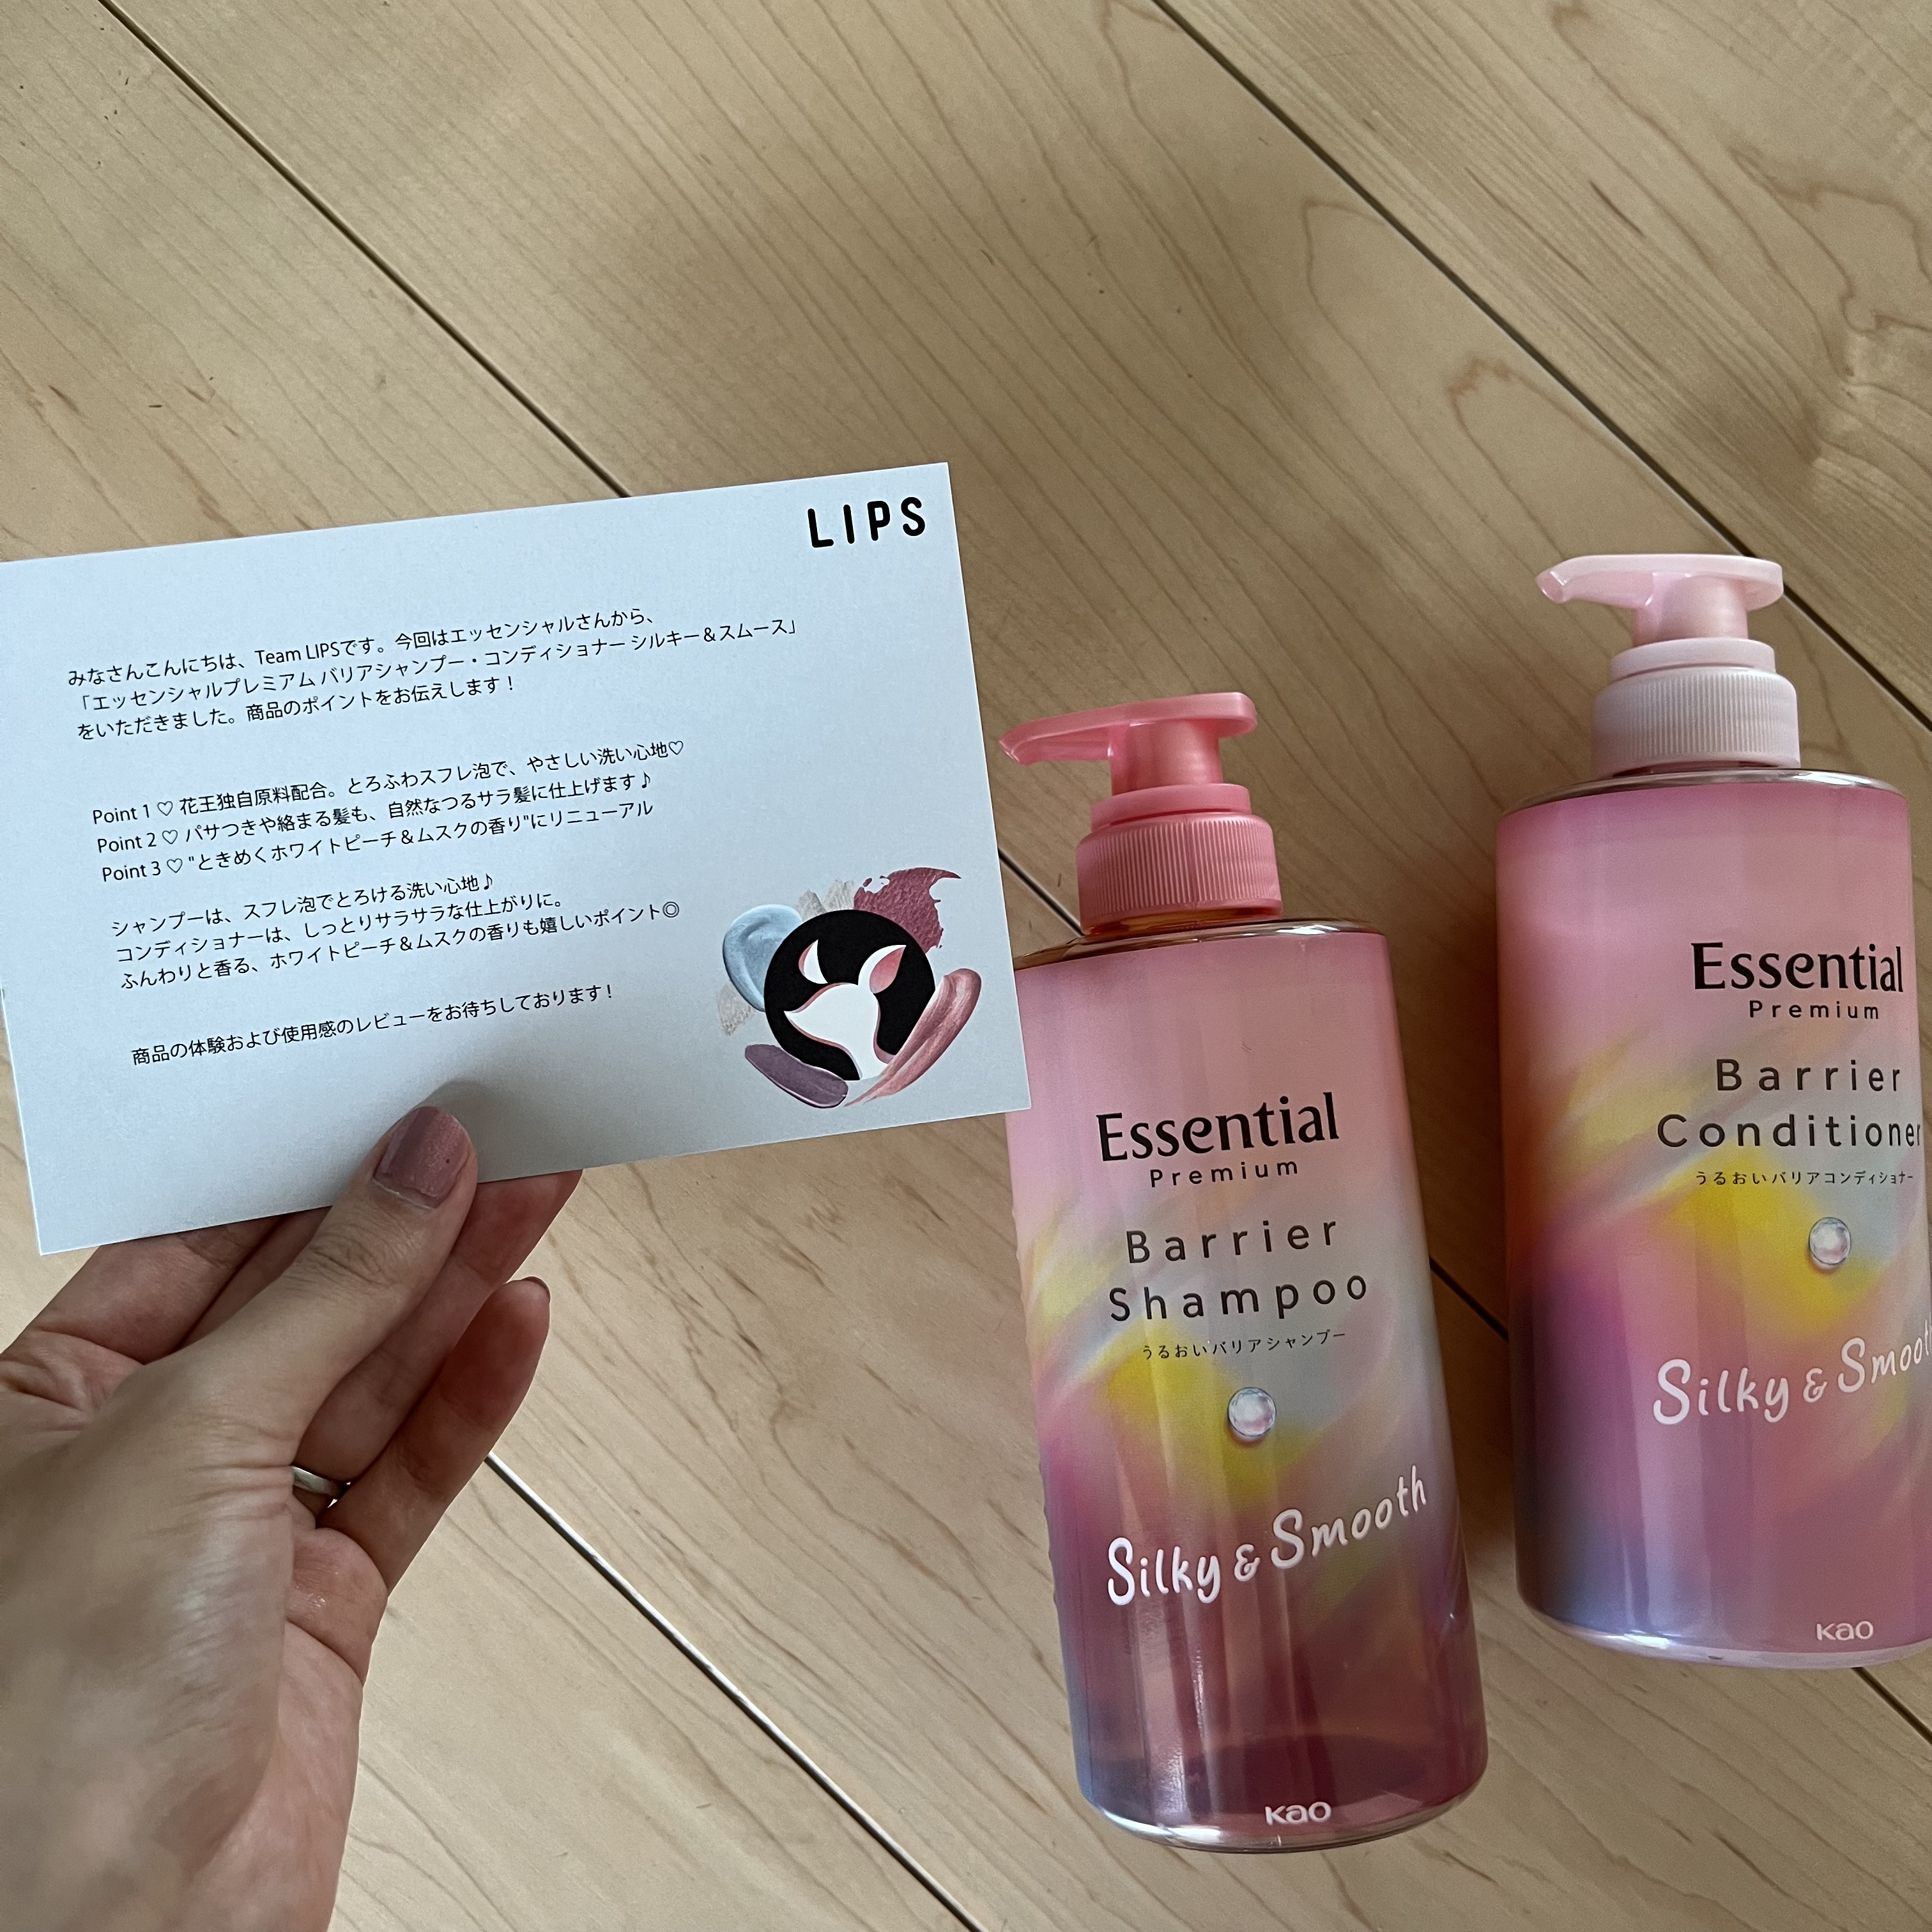 LIPS
みなさんこんにちは、Team LIPSです。今回はエッセンシャルさんから、
「エッセンシャルプレミアム バリアシャンプー・コンディショナー シルキー＆スムース」
をいただきました。商品のポイントをお伝えします！
Point 1 ♡ 花王独自原料配合。とろふわスフレ泡で、やさしい洗い心地♡
Point 2 ♡ パサつきや絡まる髪も、自然なつるサラ髪に仕上げます♪
Point 3 ♡ "ときめくホワイトピーチ＆ムスクの香り"にリニューアル
シャンプーは、スフレ泡でとろける洗い心地♪
コンディショナーは、しっとりサラサラな仕上がりに。
ふんわりと香る、ホワイトピーチ＆ムスクの香りも嬉しいポイント◎
商品の体験および使用感のレビューをお待ちしております！
Essential
Premium
Barrier
Shampoo
うるおいバリアシャンプー
Silky & Smooth
Kao
Essential
Premium
Barrier
Conditioner
うるおいバリアコンディショナー
Silky & Smooth
Kao